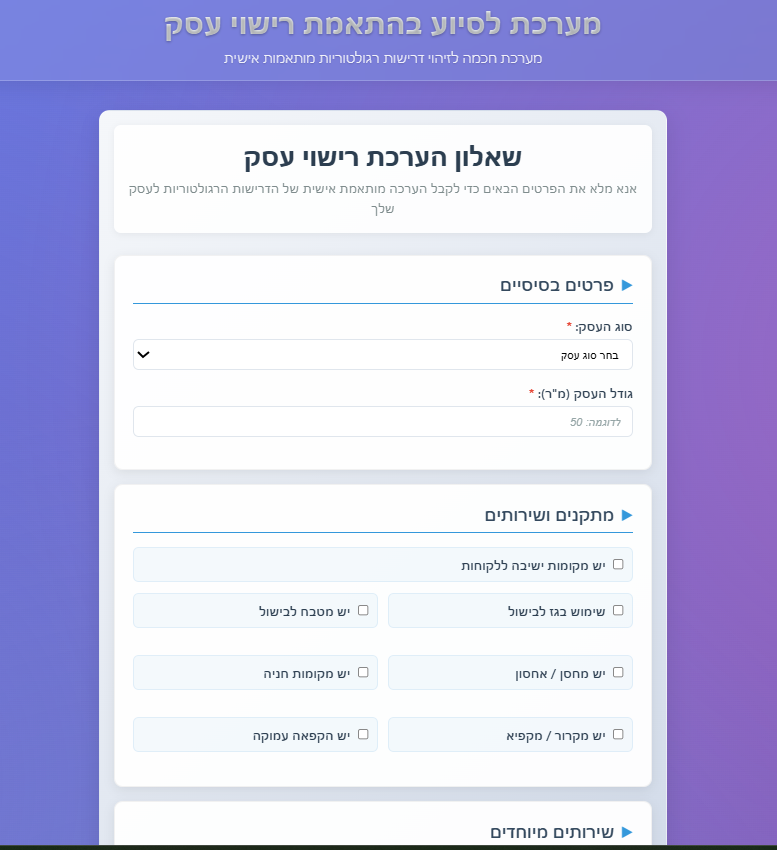 מערכת לסיוע בהתאמת רישוי עסק
מערכת חכמה לזיהוי דרישות רגולטוריות מותאמות אישית
שאלון הערכת רישוי עסק
אנא מלא את הפרטים הבאים כדי לקבל הערכה מותאמת אישית של הדרישות הרגולטוריות לעסק
שלך
פרטים בסיסיים
סוג העסק: *
בחר סוג עסק
גודל העסק (מ"ר): *
לדוגמה: 50
מתקנים ושירותים
יש מקומות ישיבה ללקוחות
שימוש בגז לבישול
יש מטבח לבישול
יש מחסן / אחסון
יש מקומות חניה
יש מקרור / מקפיא
יש הקפאה עמוקה
שירותים מיוחדים